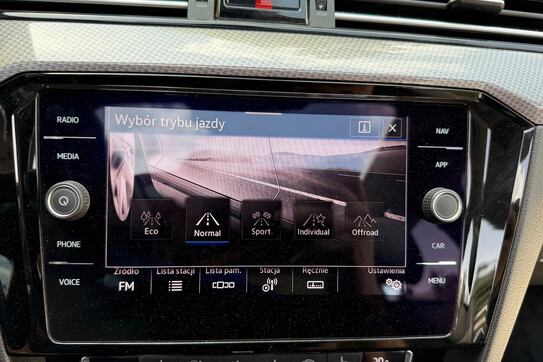 RADIO
MEDIA
PHONE
VOICE
Wybór trybu jazdy
i
Eco
Normal
Sport
Individual
Offroad
Źródło
Lista stacji
Lista pam.
Stacja
Ręcznie
Ustawienia
FM
NAV
APP
CAR
MENU